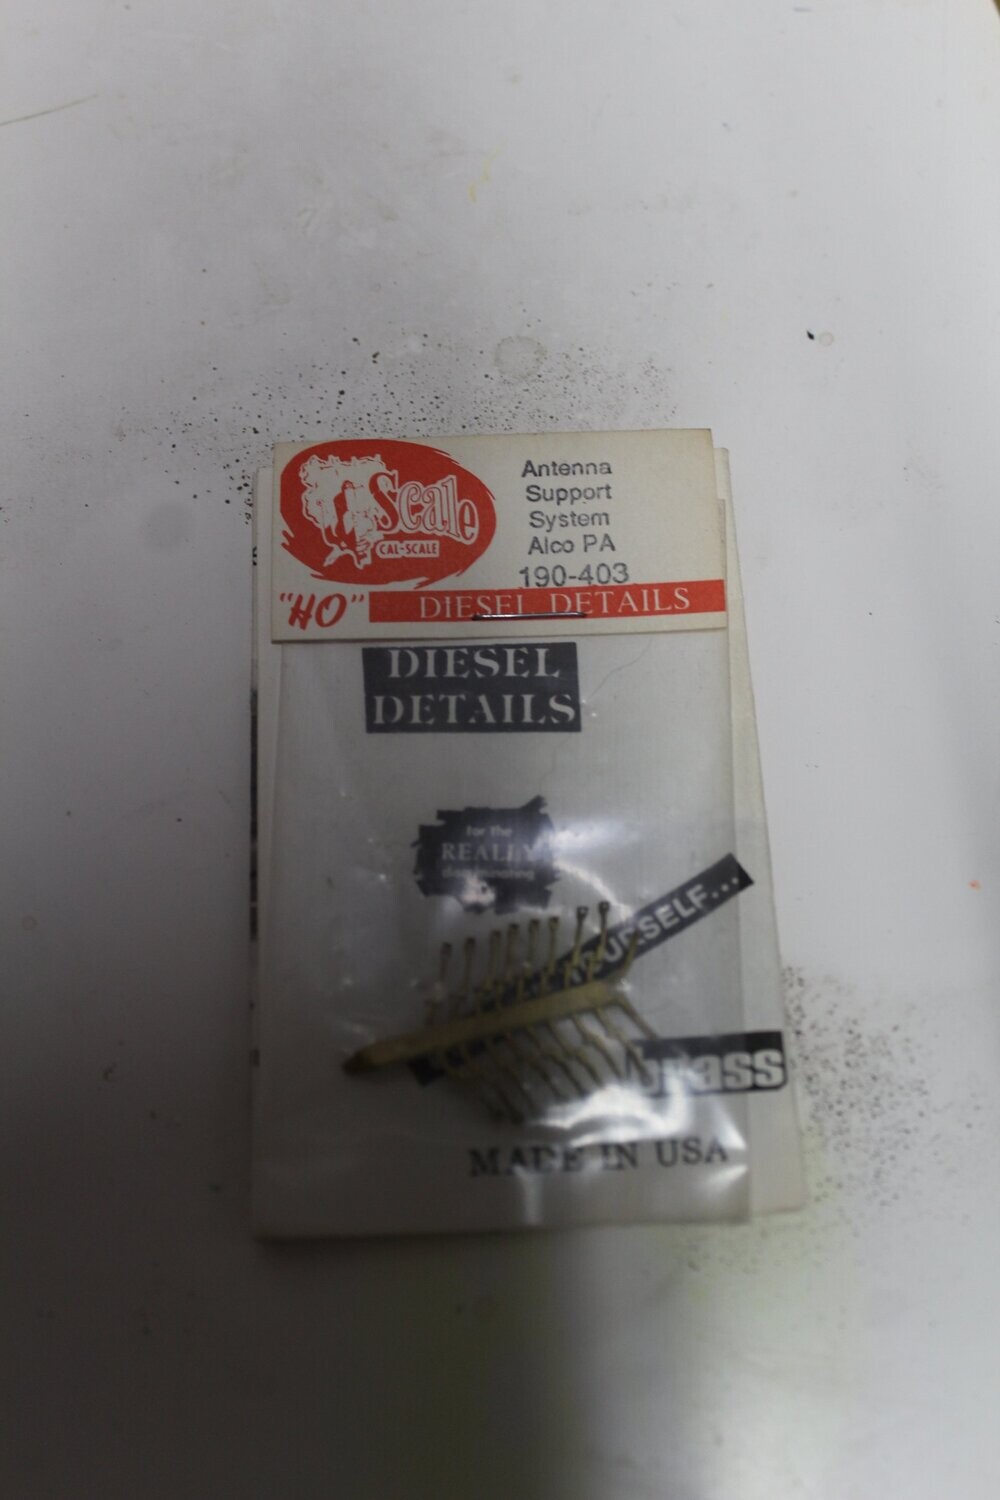 Scale
CAL-SCALE
Antenna
Support
System
Alco PA
190-403
"HO"
DIESEL DETAILS
DIESEL
DETAILS
for the
REALLY
YOURSELF...
brass
MADE IN USA